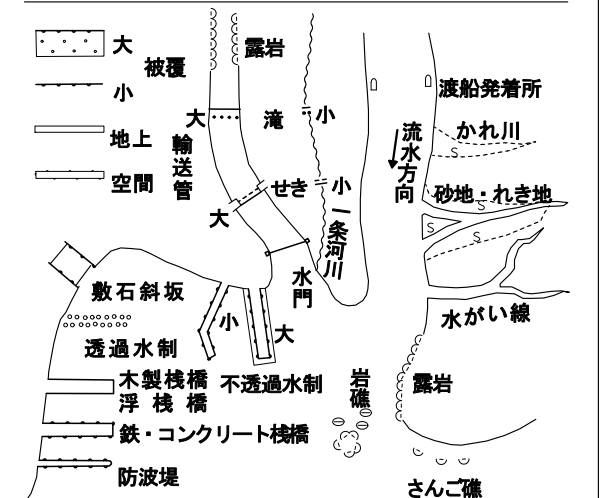 大
被覆
小
地上
空間
輸送管
露岩
大
滝
小
せき
小
大
一条河川
水門
流水方向
渡船発着所
かれ川
S
砂地・れき地
S
S
S
水がい線
敷石斜坂
小
大
透過水制
不透過水制
木製桟橋
浮桟橋
鉄・コンクリート桟橋
防波堤
岩礁
露岩
さんご礁